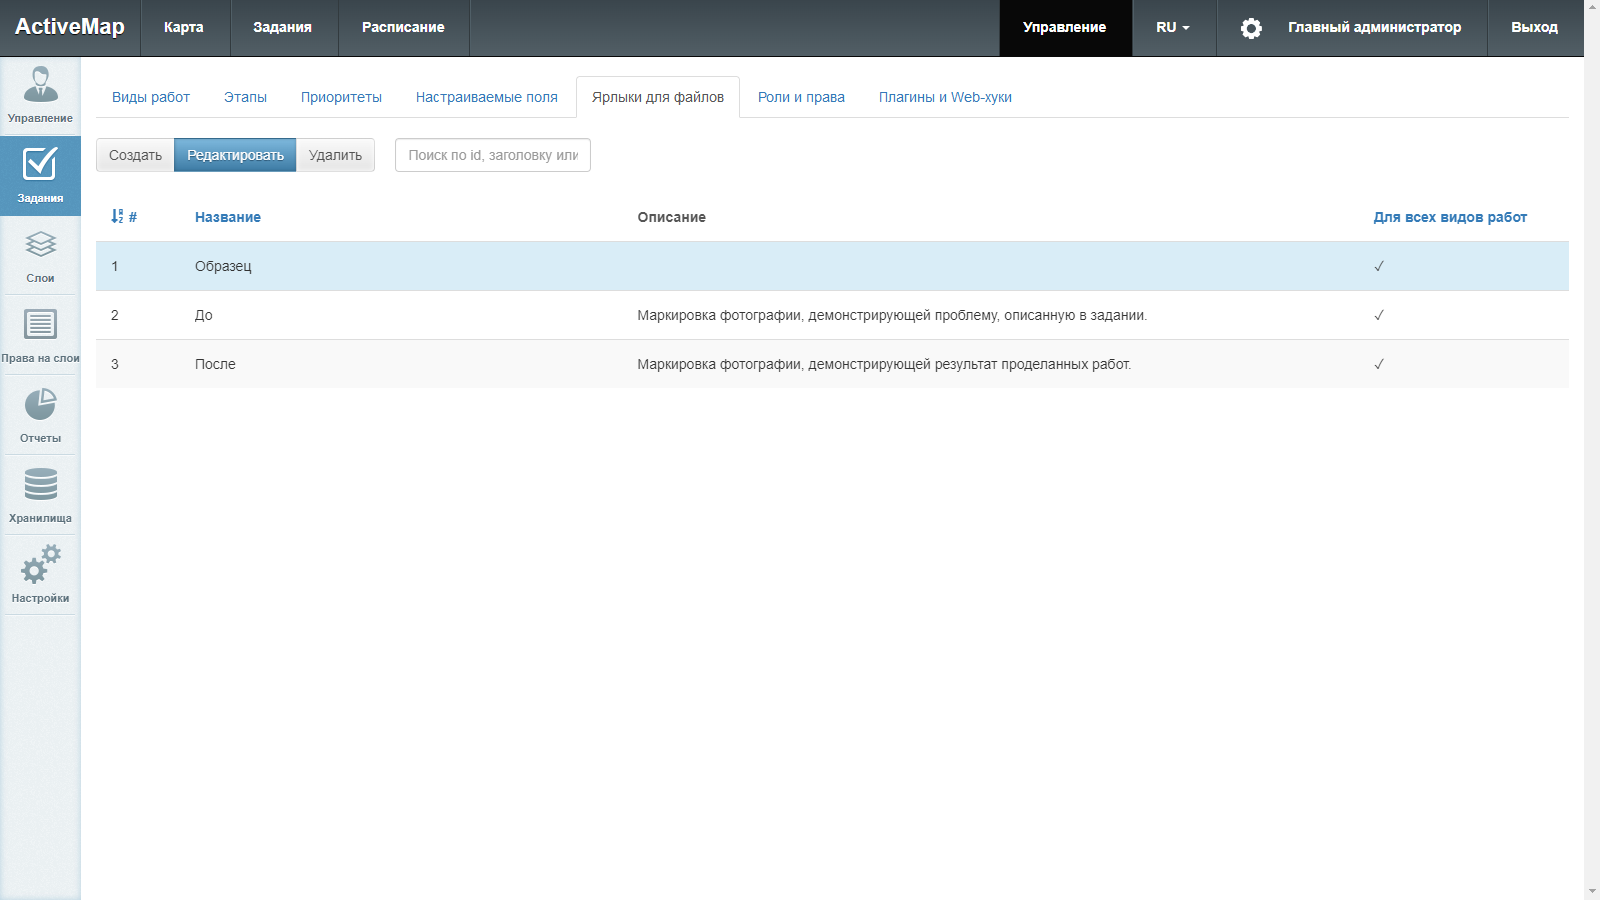 ActiveMap Карта Задания Расписание Управление RU Главный администратор Выход
Управление
Задания
Слои
Права на слои
Отчеты
Хранилища
Настройки
Виды работ Этапы Приоритеты Настраиваемые поля Ярлыки для файлов Роли и права Плагины и Web-хуки
Создать Редактировать Удалить Поиск по id, заголовку или
# Название Описание Для всех видов работ
1 Образец ✓
2 До Маркировка фотографии, демонстрирующей проблему, описанную в задании. ✓
3 После Маркировка фотографии, демонстрирующей результат проделанных работ. ✓